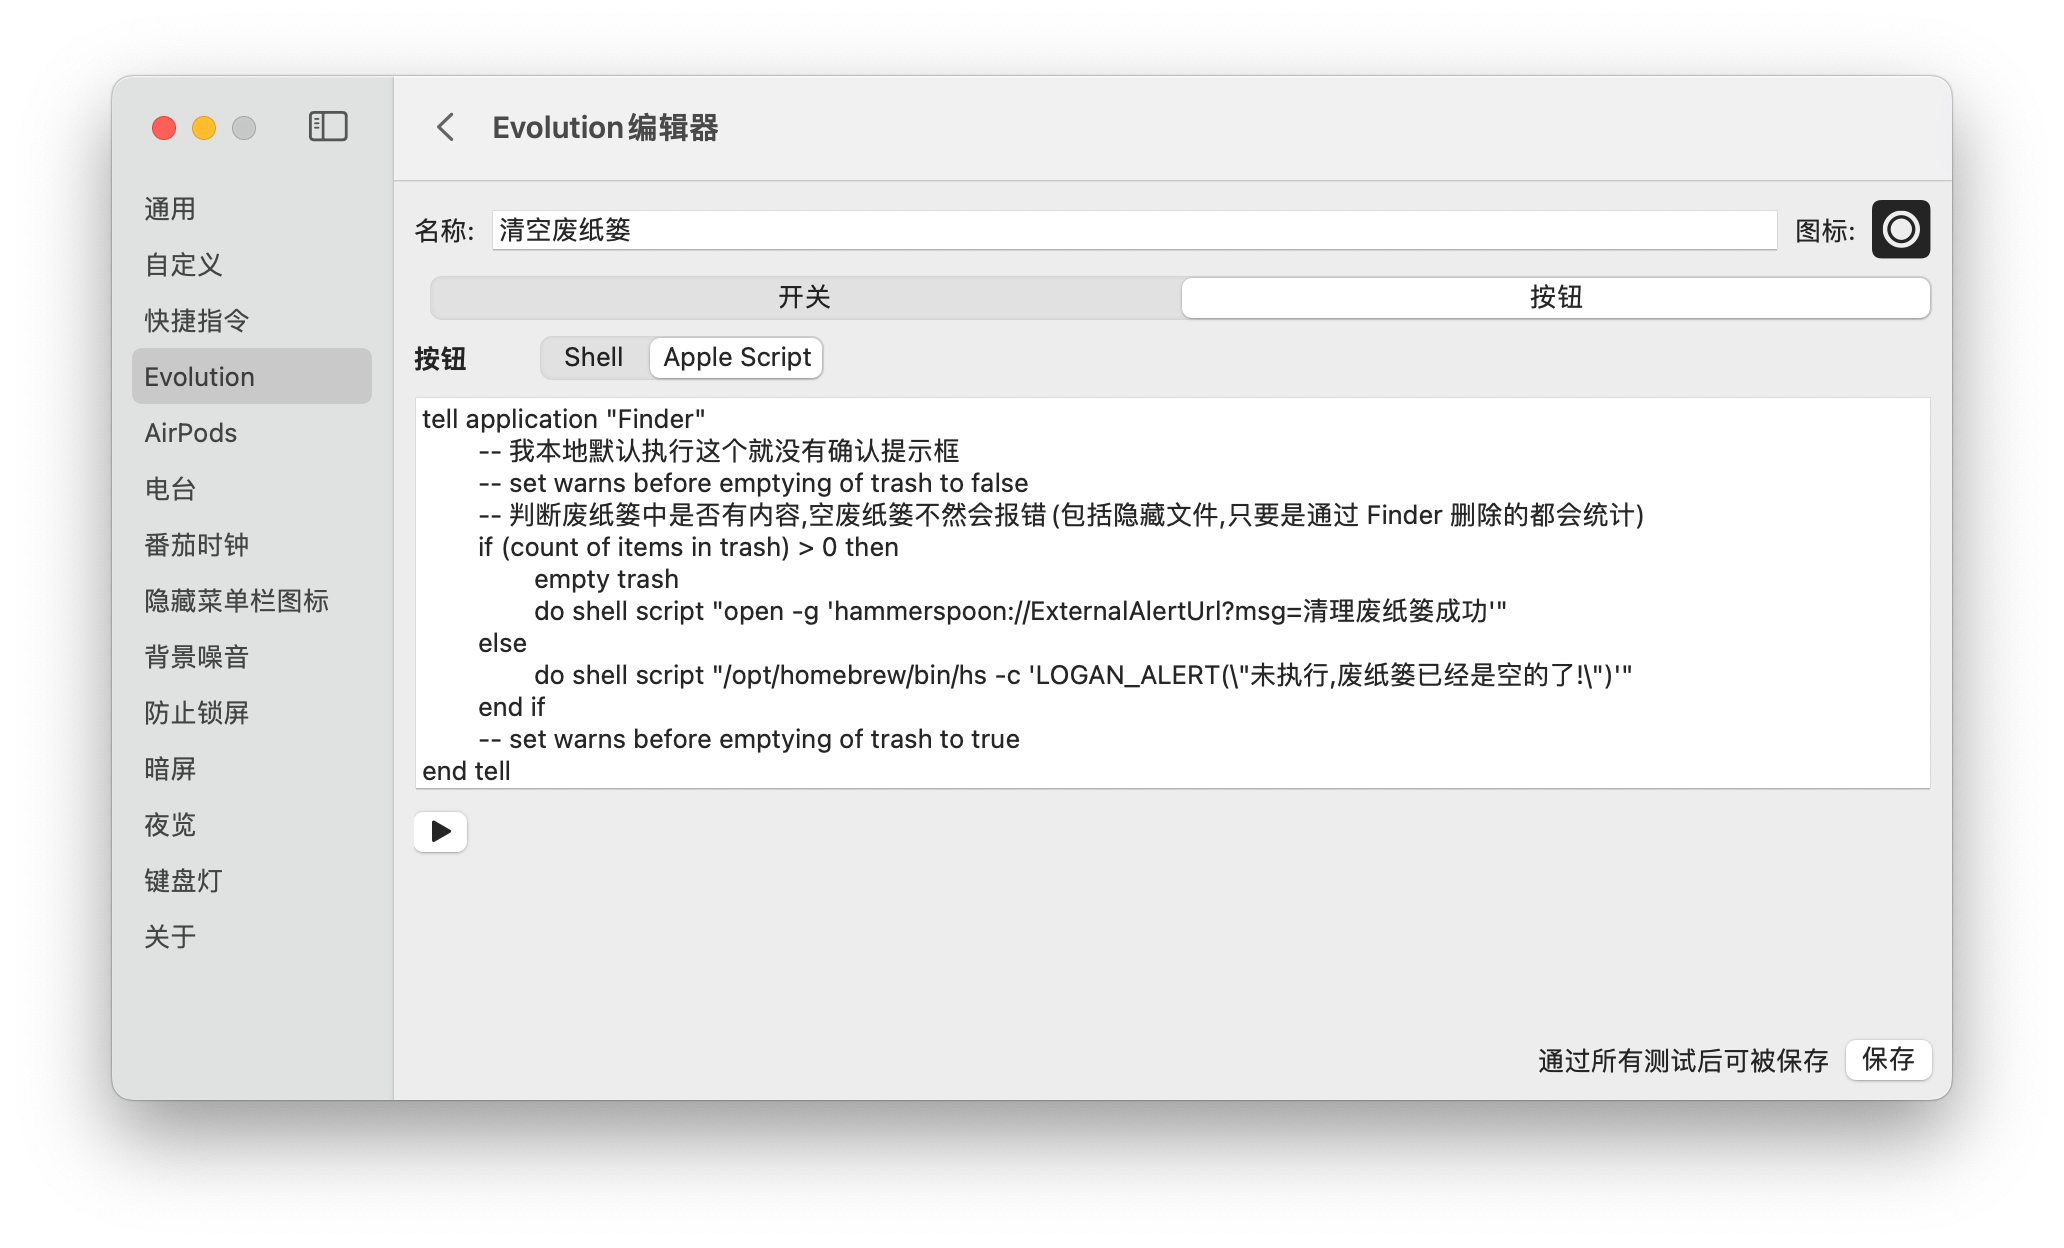 Evolution编辑器
通用
自定义
快捷指令
Evolution
AirPods
电台
番茄时钟
隐藏菜单栏图标
背景噪音
防止锁屏
暗屏
夜览
键盘灯
关于
名称: 清空废纸篓 图标:
开关 按钮
按钮 Shell Apple Script
tell application "Finder"
-- 我本地默认执行这个就没有确认提示框
-- set warns before emptying of trash to false
-- 判断废纸篓中是否有内容,空废纸篓不然会报错(包括隐藏文件,只要是通过 Finder 删除的都会统计)
if (count of items in trash) > 0 then
empty trash
do shell script "open -g 'hammerspoon://ExternalAlertUrl?msg=清理废纸篓成功'"
else
do shell script "/opt/homebrew/bin/hs -c 'LOGAN_ALERT(\"未执行,废纸篓已经是空的了!\")'"
end if
-- set warns before emptying of trash to true
end tell
通过所有测试后可被保存 保存